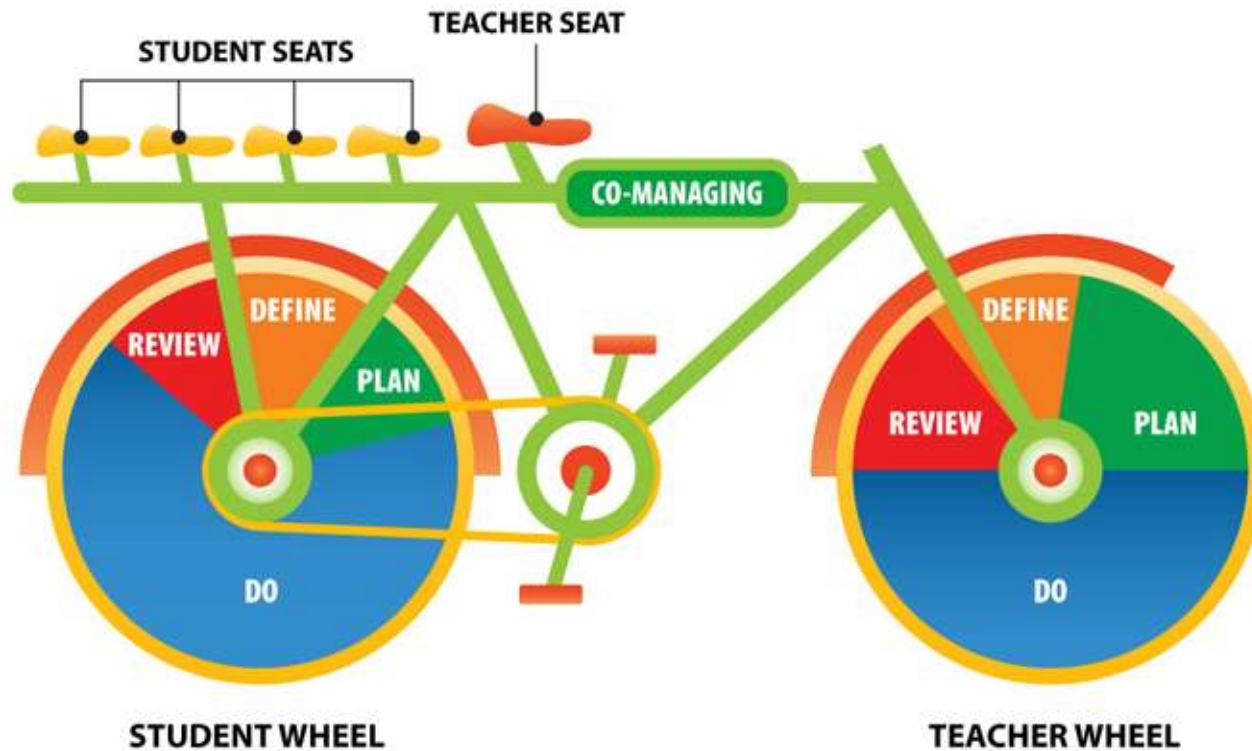 TEACHER SEAT
STUDENT SEATS
CO-MANAGING
REVIEW
DEFINE
PLAN
DO
REVIEW
DEFINE
PLAN
DO
STUDENT WHEEL
TEACHER WHEEL